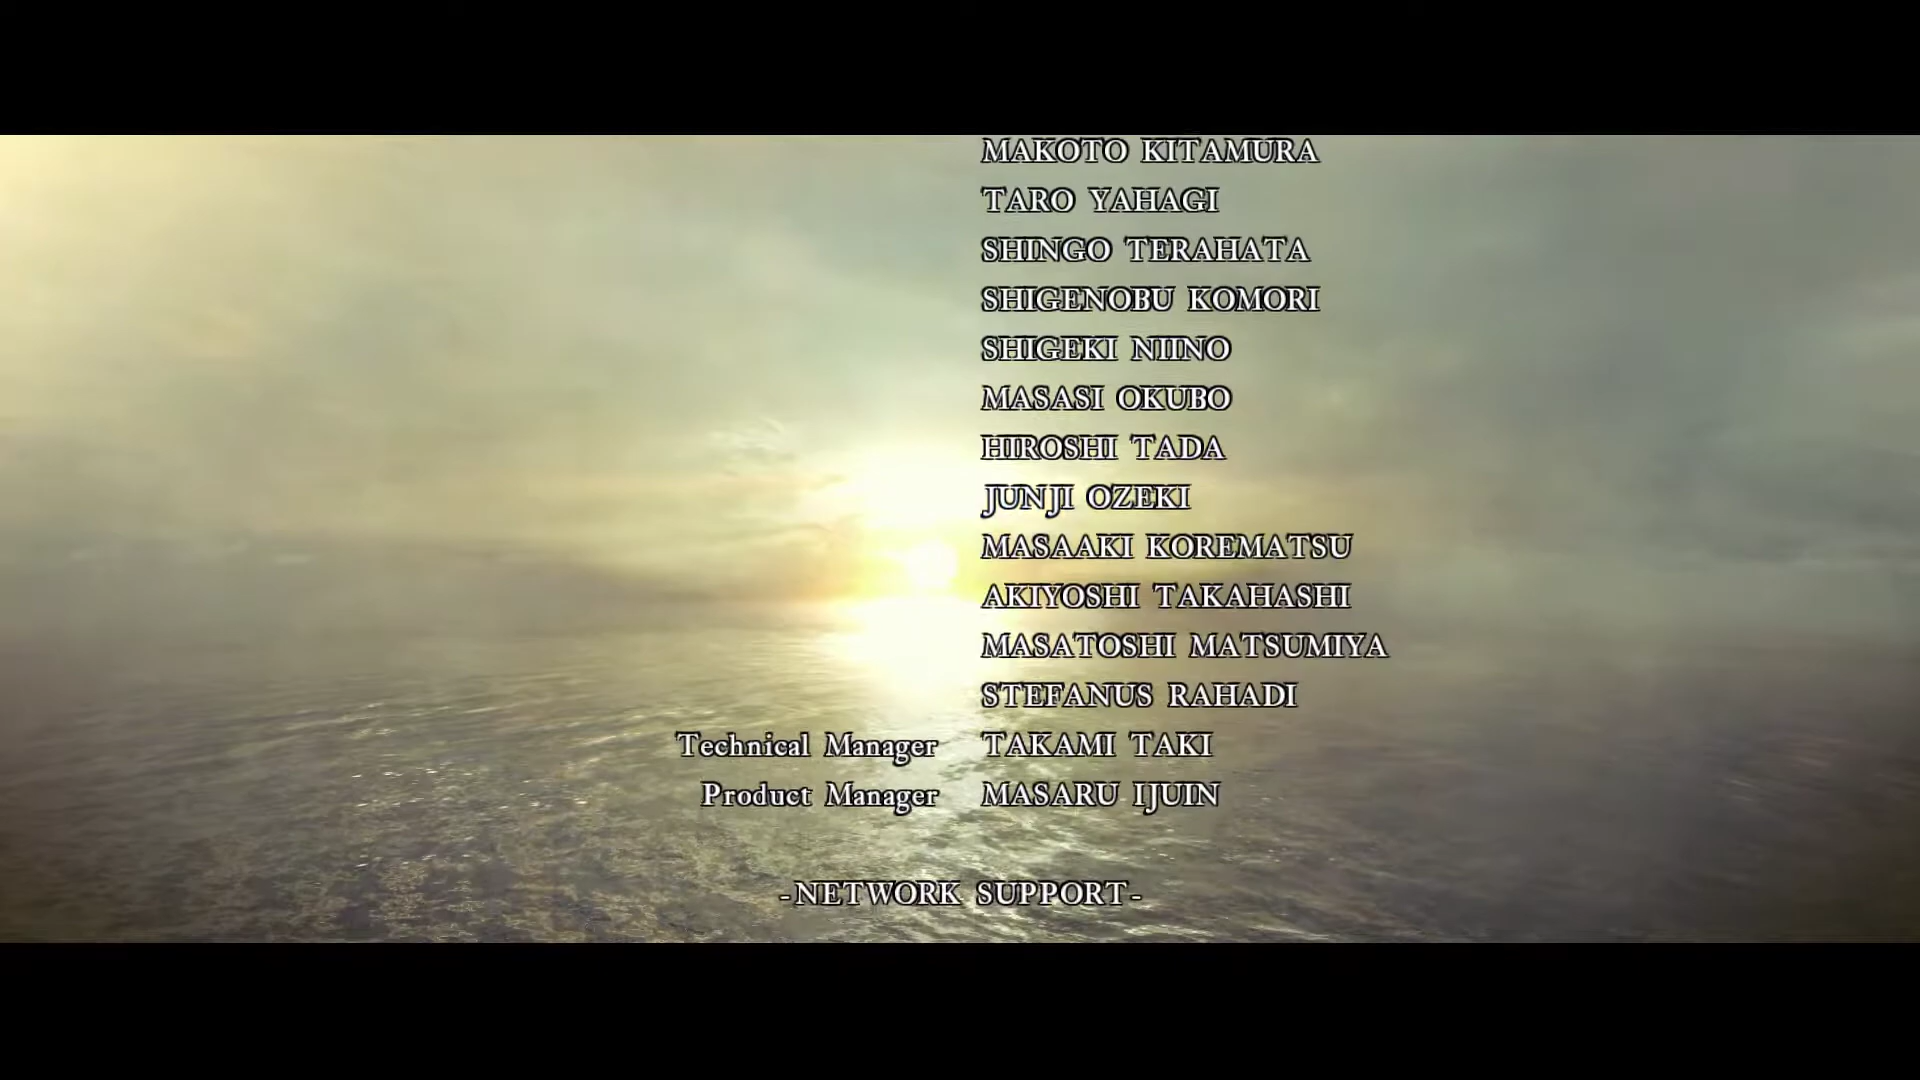 MAKOTO KITAMURA
TARO YAHAGI
SHINGO TERAHATA
SHIGENOBU KOMORI
SHIGEKI NIINO
MASASI OKUBO
HIROSHI TADA
JUNJI OZEKI
MASAAKI KOREMATSU
AKIYOSHI TAKAHASHI
MASATOSHI MATSUMIYA
STEFANUS RAHADI
Technical Manager TAKAMI TAKI
Product Manager MASARU IJUIN
-NETWORK SUPPORT-